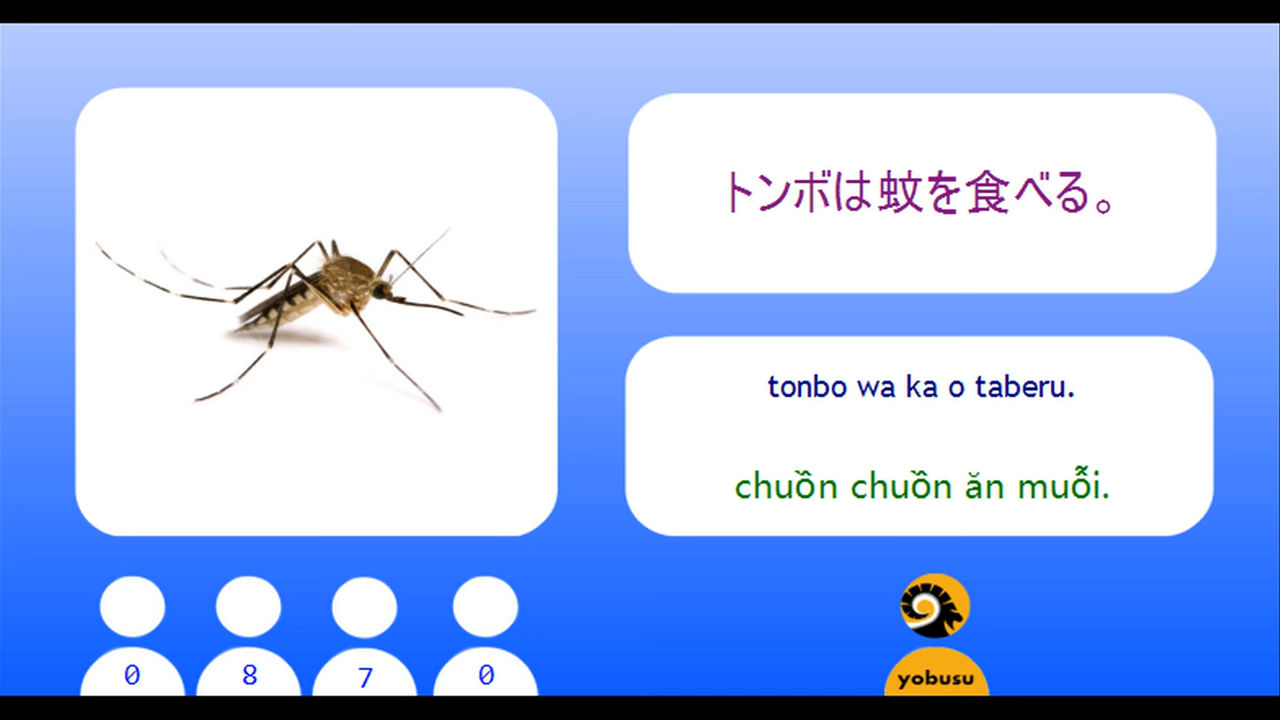 トンボは蚊を食べる。
tonbo wa ka o taberu.
chuồn chuồn ăn muỗi.
0 8 7 0
yobusu